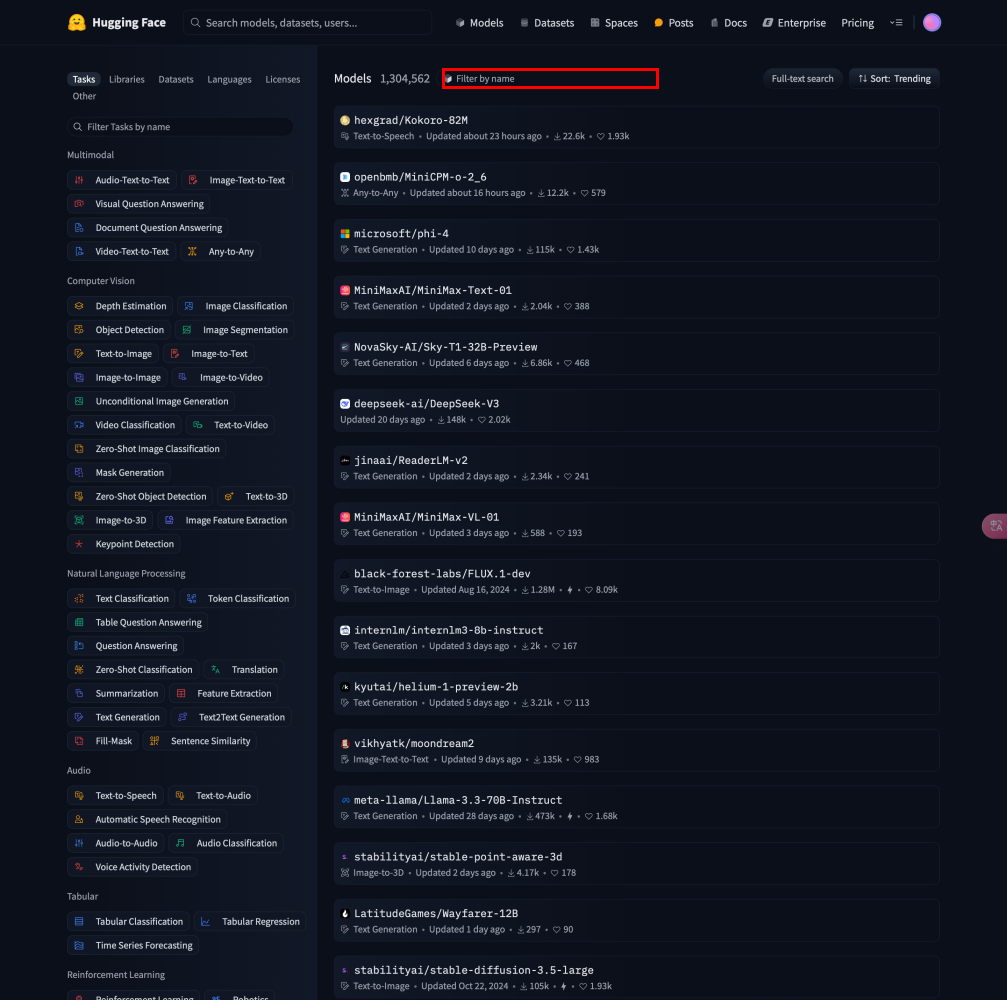 Hugging Face
Search models, datasets, users...
Models
Datasets
Spaces
Posts
Docs
Enterprise
Pricing
Tasks Libraries Datasets Languages Licenses
Other
Filter Tasks by name
Multimodal
Audio-Text-to-Text Image-Text-to-Text
Visual Question Answering
Document Question Answering
Video-Text-to-Text Any-to-Any
Computer Vision
Depth Estimation Image Classification
Object Detection Image Segmentation
Text-to-Image Image-to-Text
Image-to-Image Image-to-Video
Unconditional Image Generation
Video Classification Text-to-Video
Zero-Shot Image Classification
Mask Generation
Zero-Shot Object Detection Text-to-3D
Image-to-3D Image Feature Extraction
Keypoint Detection
Natural Language Processing
Text Classification Token Classification
Table Question Answering
Question Answering
Zero-Shot Classification Translation
Summarization Feature Extraction
Text Generation Text2Text Generation
Fill-Mask Sentence Similarity
Audio
Text-to-Speech Text-to-Audio
Automatic Speech Recognition
Audio-to-Audio Audio Classification
Voice Activity Detection
Tabular
Tabular Classification Tabular Regression
Time Series Forecasting
Reinforcement Learning
Reinforcement Learning Robotics
Models 1,304,562 Filter by name Full-text search Sort: Trending
hexgrad/Kokoro-82M
Text-to-Speech • Updated about 23 hours ago • 22.6k • 1.93k
openbmb/MiniCPM-o-2_6
Any-to-Any • Updated about 16 hours ago • 12.2k • 579
microsoft/phi-4
Text Generation • Updated 10 days ago • 115k • 1.43k
MiniMaxAI/MiniMax-Text-01
Text Generation • Updated 2 days ago • 2.04k • 388
NovaSky-AI/Sky-T1-32B-Preview
Text Generation • Updated 6 days ago • 6.86k • 468
deepseek-ai/DeepSeek-V3
Updated 20 days ago • 148k • 2.02k
jinaai/ReaderLM-v2
Text Generation • Updated 2 days ago • 2.34k • 241
MiniMaxAI/MiniMax-VL-01
Text Generation • Updated 3 days ago • 588 • 193
black-forest-labs/FLUX.1-dev
Text-to-Image • Updated Aug 16, 2024 • 1.28M • • 8.09k
internlm/internlm3-8b-instruct
Text Generation • Updated 3 days ago • 2k • 167
kyutai/helium-1-preview-2b
Text Generation • Updated 5 days ago • 3.21k • 113
vikhyatk/moondream2
Image-Text-to-Text • Updated 9 days ago • 135k • 983
meta-llama/Llama-3.3-70B-Instruct
Text Generation • Updated 28 days ago • 473k • • 1.68k
stabilityai/stable-point-aware-3d
Image-to-3D • Updated 2 days ago • 4.17k • 178
LatitudeGames/Wayfarer-12B
Text Generation • Updated 1 day ago • 297 • 90
stabilityai/stable-diffusion-3.5-large
Text-to-Image • Updated Oct 22, 2024 • 105k • • 1.93k